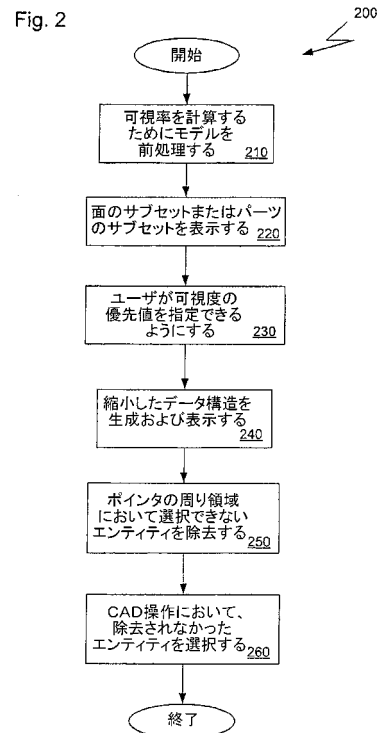 Fig. 2
200
開始
可視率を計算する
ためにモデルを
前処理する 210
面のサブセットまたはパーツ
のサブセットを表示する 220
ユーザが可視度の
優先値を指定できる
ようにする 230
縮小したデータ構造を
生成および表示する 240
ポインタの周り領域
において選択できない
エンティティを除去する 250
CAD操作において、
除去されなかった
エンティティを選択する 260
終了